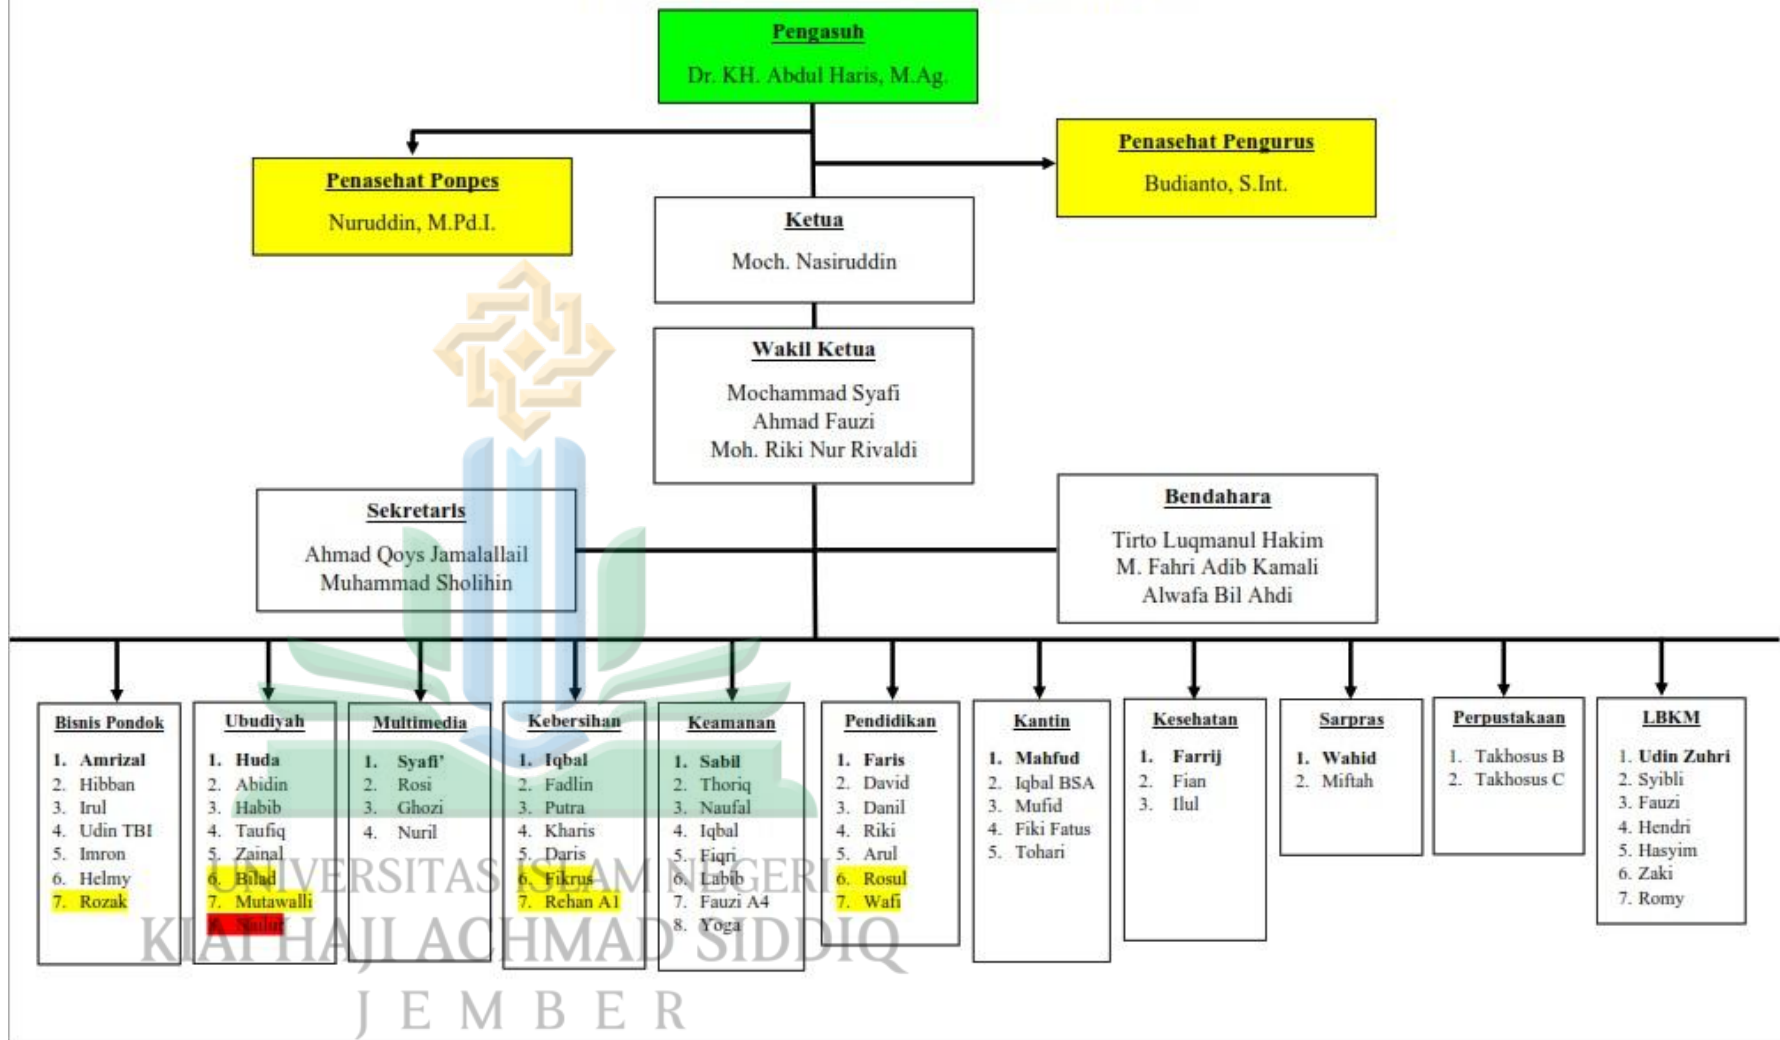 Pengasuh
Dr. KH. Abdul Haris, M.Ag.
Penasehat Ponpes
Nuruddin, M.Pd.I.
Penasehat Pengurus
Budianto, S.Int.
Ketua
Moch. Nasiruddin
Wakil Ketua
Mochammad Syafi
Ahmad Fauzi
Moh. Riki Nur Rivaldi
Sekretaris
Ahmad Qoys Jamalallail
Muhammad Sholihin
Bendahara
Tirto Luqmanul Hakim
M. Fahri Adib Kamali
Alwafa Bil Ahdi
Bisnis Pondok
1. Amrizal
2. Hibban
3. Irul
4. Udin TBI
5. Imron
6. Helmy
7. Rozak
Ubudiyah
1. Huda
2. Abidin
3. Habib
4. Taufiq
5. Zainal
6. Bilad
7. Mutawalli
8. Nailul
Multimedia
1. Syafi'
2. Rosi
3. Ghozi
4. Nuril
Kebersihan
1. Iqbal
2. Fadlin
3. Putra
4. Kharis
5. Daris
6. Fikrus
7. Rehan A1
Keamanan
1. Sabil
2. Thoriq
3. Naufal
4. Iqbal
5. Fiqri
6. Labib
7. Fauzi A4
8. Yoga
Pendidikan
1. Faris
2. David
3. Danil
4. Riki
5. Arul
6. Rosul
7. Wafi
Kantin
1. Mahfud
2. Iqbal BSA
3. Mufid
4. Fiki Fatus
5. Tohari
Kesehatan
1. Farrij
2. Fian
3. Ilul
Sarpras
1. Wahid
2. Miftah
Perpustakaan
1. Takhosus B
2. Takhosus C
LBKM
1. Udin Zuhri
2. Syibli
3. Fauzi
4. Hendri
5. Hasyim
6. Zaki
7. Romy
UNIVERSITAS ISLAM NEGERI
KIAI HAJI ACHMAD SIDDIQ
JEMBER